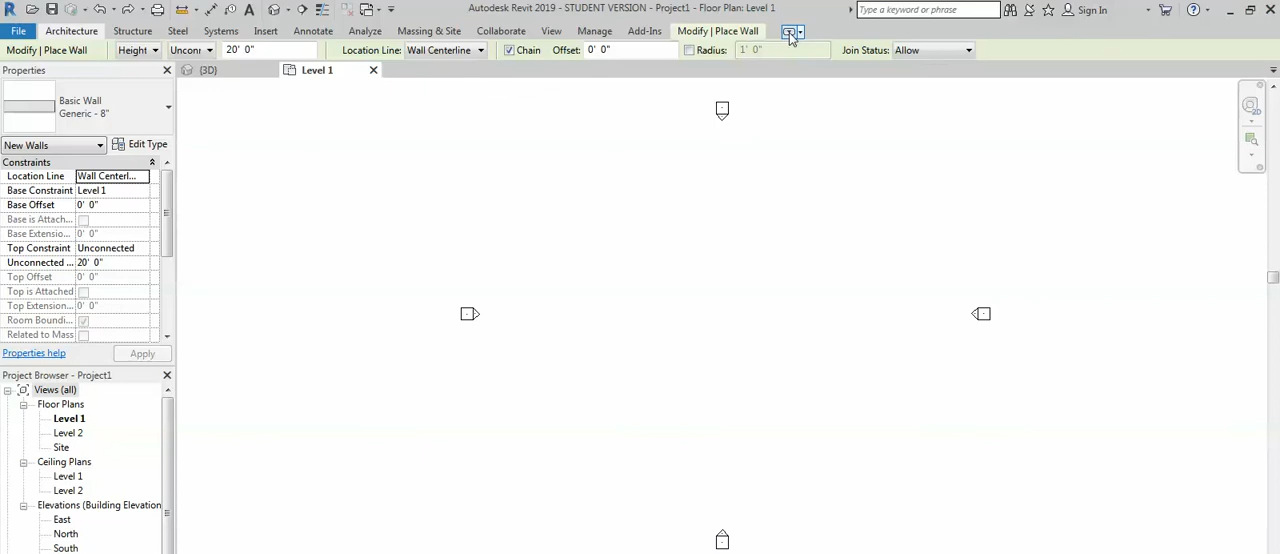 Autodesk Revit 2019 - STUDENT VERSION - Project1 - Floor Plan: Level 1
Type a keyword or phrase
Sign In
File Architecture Structure Steel Systems Insert Annotate Analyze Massing & Site Collaborate View Manage Add-Ins Modify | Place Wall
Modify | Place Wall Height Unconr 20' 0" Location Line: Wall Centerline Chain Offset: 0' 0" Radius: 1' 0" Join Status: Allow
Properties
(3D)
Level 1
Basic Wall
Generic - 8"
2D
New Walls Edit Type
Constraints
Location Line Wall Centerl...
Base Constraint Level 1
Base Offset 0' 0"
Base is Attach...
Base Extensio... 0' 0"
Top Constraint Unconnected
Unconnected ... 20' 0"
Top Offset 0' 0"
Top is Attached
Top Extension... 0' 0"
Room Boundi...
Related to Mass
Properties help Apply
Project Browser - Project1
Views (all)
Floor Plans
Level 1
Level 2
Site
Ceiling Plans
Level 1
Level 2
Elevations (Building Elevation
East
North
South